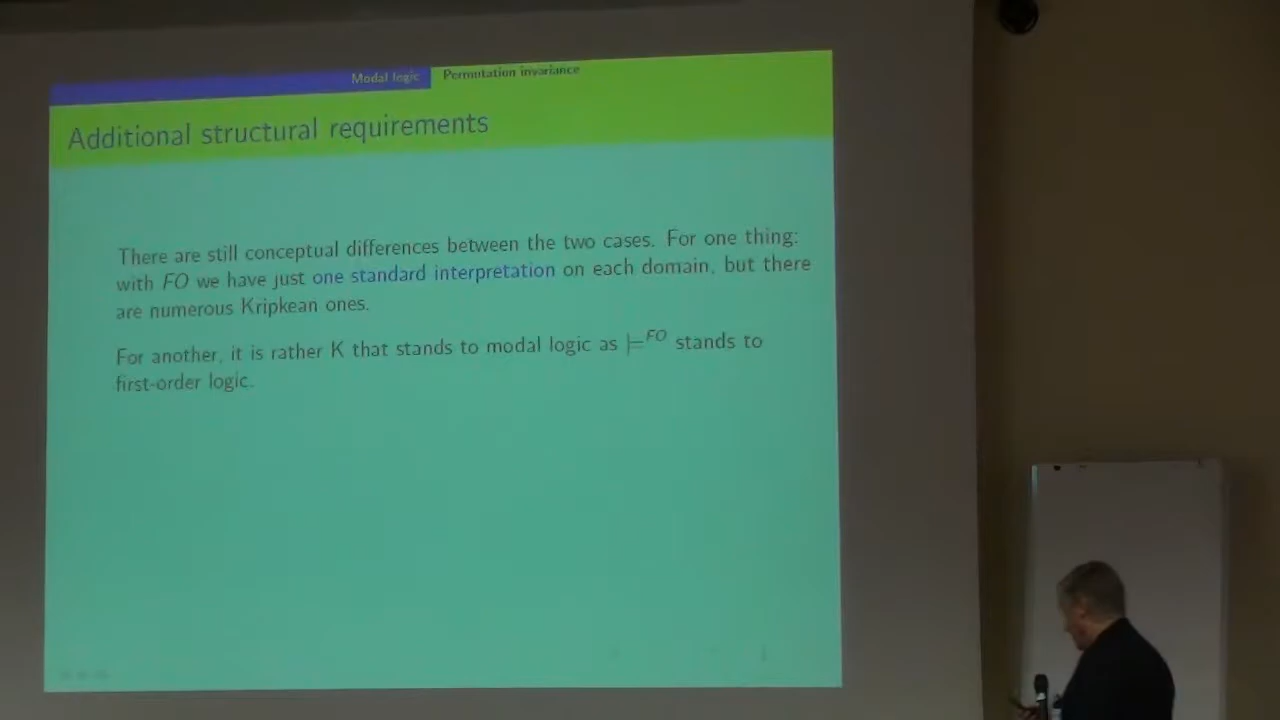 Modal logic
Permutation invariance
Additional structural requirements
There are still conceptual differences between the two cases. For one thing:
with FO we have just one standard interpretation on each domain, but there
are numerous Kripkean ones.
For another, it is rather K that stands to modal logic as ⊨^FO stands to
first-order logic.